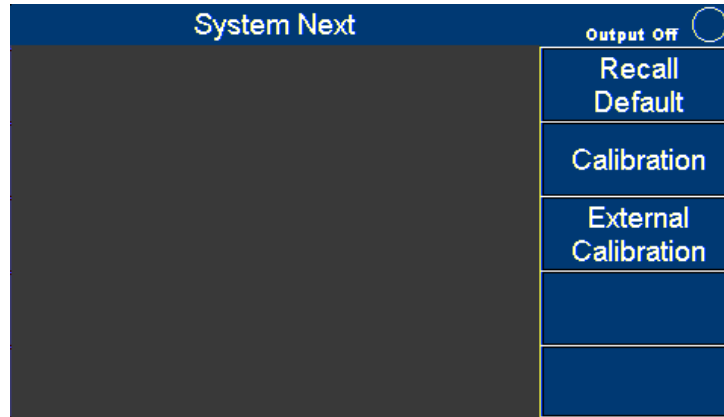 System Next
Output Off
Recall
Default
Calibration
External
Calibration